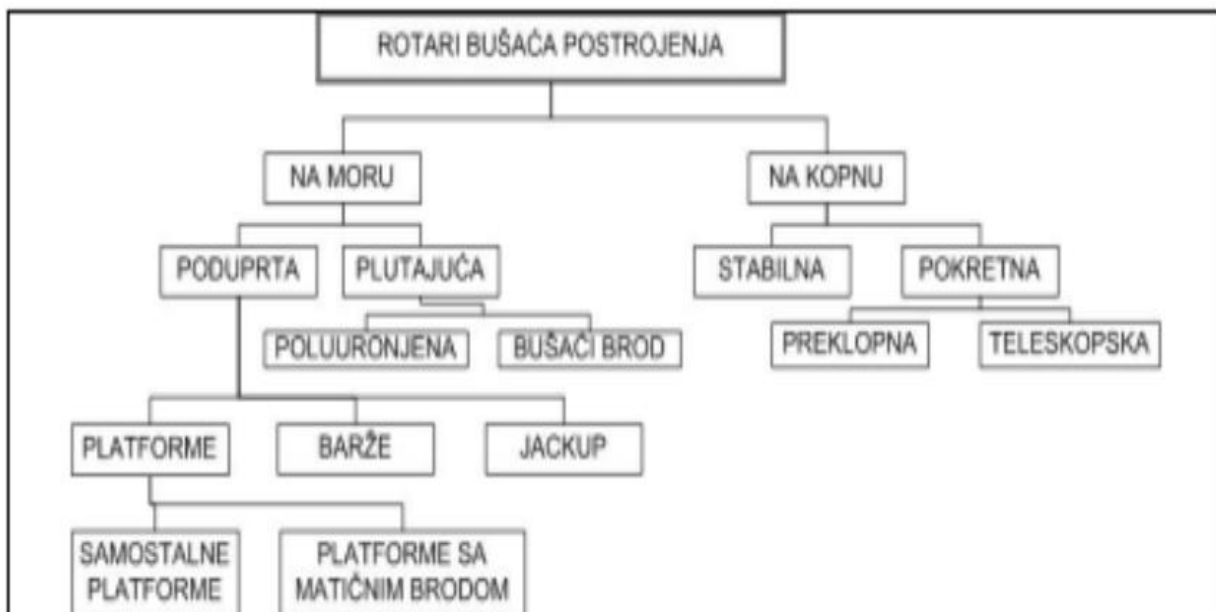 ROTARI BUŠAĆA POSTROJENJA
NA MORU
NA KOPNU
PODUPRTA
PLUTAJUĆA
STABILNA
POKRETNA
POLUURONJENA
BUŠAĆI BROD
PREKLOPNA
TELESKOPSKA
PLATFORME
BARŽE
JACKUP
SAMOSTALNE
PLATFORME
PLATFORME SA
MATIČNIM BRODOM